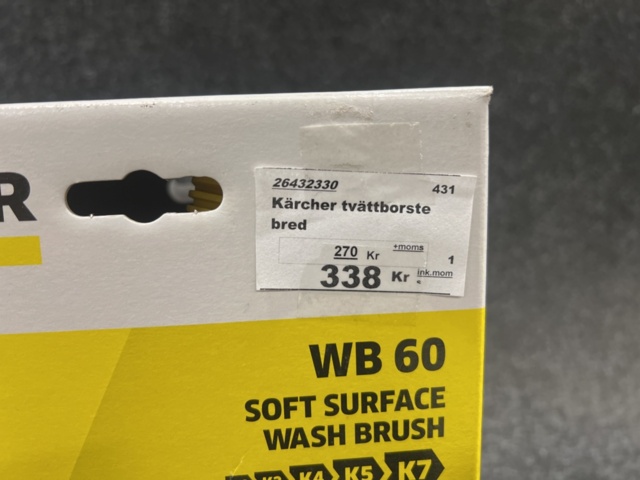 R
26432330 431
Kärcher tvättborste
bred
270 Kr +moms 1
338 Kr ink.mom
WB 60
SOFT SURFACE
WASH BRUSH
K4 K5 K7